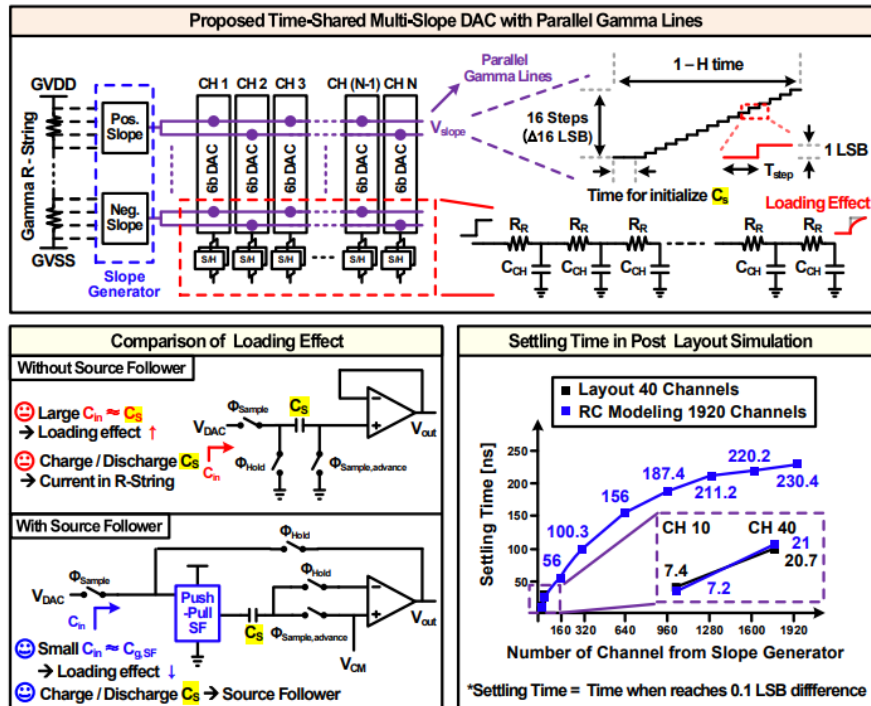 Proposed Time-Shared Multi-Slope DAC with Parallel Gamma Lines
GVDD
Gamma R - String
GVSS
Pos. Slope
Neg. Slope
Slope Generator
CH 1
CH 2
CH 3
CH (N-1)
CH N
6b DAC
6b DAC
6b DAC
6b DAC
6b DAC
S/H
S/H
S/H
S/H
S/H
Parallel Gamma Lines
Vslope
1 – H time
16 Steps
(Δ16 LSB)
1 LSB
Tstep
Time for initialize Cs
Loading Effect
RR
RR
RR
RR
RR
CCH
CCH
CCH
CCH
CCH
Comparison of Loading Effect
Without Source Follower
Large Cin ≈ CS
→ Loading effect ↑
Charge / Discharge CS
→ Current in R-String
VDAC
ΦSample
CS
Cin
ΦHold
ΦSample,advance
Vout
With Source Follower
VDAC
ΦSample
Cin
Push
-Pull
SF
CS
ΦHold
ΦHold
ΦSample,advance
VCM
Vout
Small Cin ≈ Cg,SF
→ Loading effect ↓
Charge / Discharge CS → Source Follower
Settling Time in Post Layout Simulation
Layout 40 Channels
RC Modeling 1920 Channels
Settling Time [ns]
250
200
150
100
50
56
100.3
156
187.4
211.2
220.2
230.4
CH 10
CH 40
7.4
7.2
21
20.7
160
320
640
960
1280
1600
1920
Number of Channel from Slope Generator
*Settling Time = Time when reaches 0.1 LSB difference